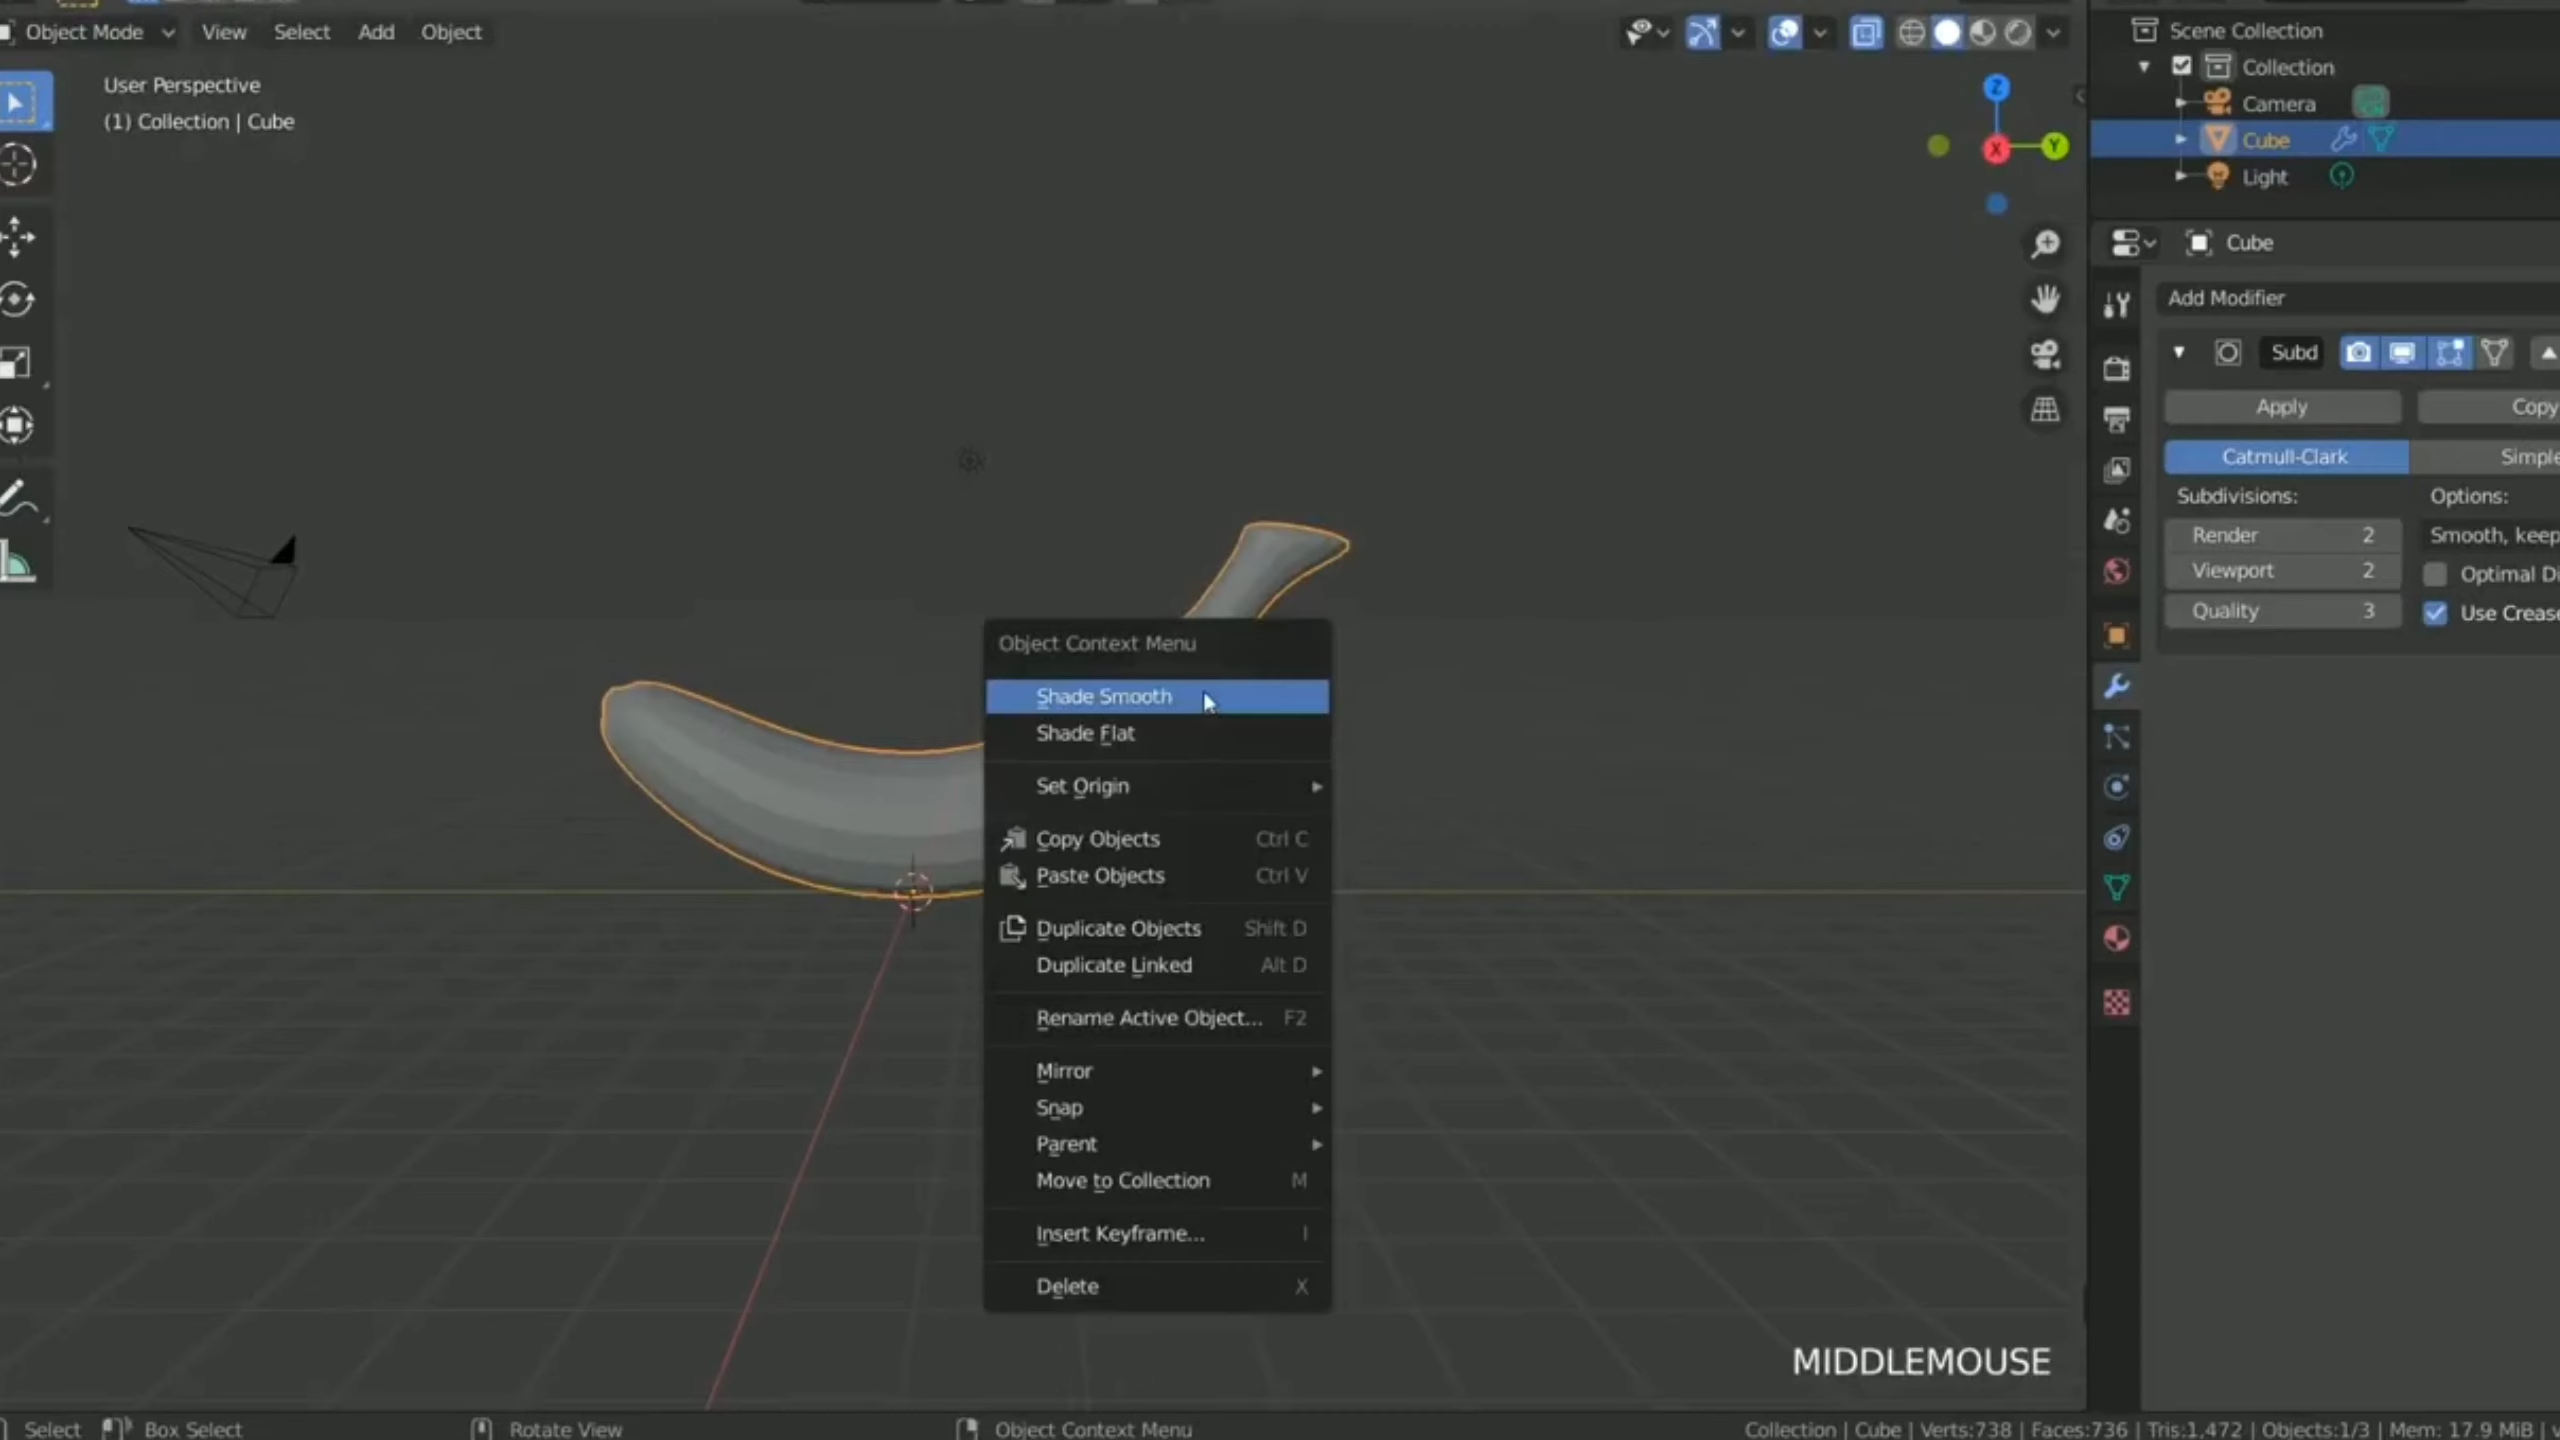 Object Mode View Select Add Object
User Perspective
(1) Collection | Cube
Z
X
Y
Scene Collection
Collection
Camera
Cube
Light
Cube
Add Modifier
Subd
Apply Copy
Catmull-Clark Simple
Subdivisions: Options:
Render 2 Smooth, keep
Viewport 2 Optimal Di
Quality 3 Use Crease
Object Context Menu
Shade Smooth
Shade Flat
Set Origin
Copy Objects Ctrl C
Paste Objects Ctrl V
Duplicate Objects Shift D
Duplicate Linked Alt D
Rename Active Object... F2
Mirror
Snap
Parent
Move to Collection M
Insert Keyframe... I
Delete X
MIDDLEMOUSE
Select Box Select Rotate View Object Context Menu Collection | Cube | Verts:738 | Faces:736 | Tris:1,472 | Objects:1/3 | Mem: 17.9 MiB | v